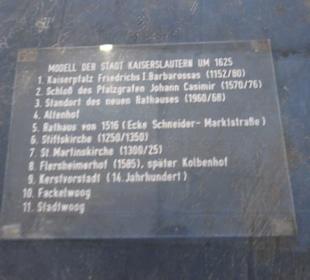 MODELL DER STADT KAISERSLAUTERN UM 1625
1. Kaiserpfalz Friedrichs I.Barbarossas (1152/60)
2. Schloß des Pfalzgrafen Johann Casimir (1570/76)
3. Standort des neuen Rathauses (1960/68)
4. Altenhof
5. Rathaus von 1516 (Ecke Schneider- Marktstraße)
6. Stiftskirche (1250/1350)
7. St.Martinskirche (1300/25)
8. Flersheimerhof (1585), später Kolbenhof
9. Kerstvorstadt (14.Jahrhundert)
10. Fackelwoog
11. Stadtwoog